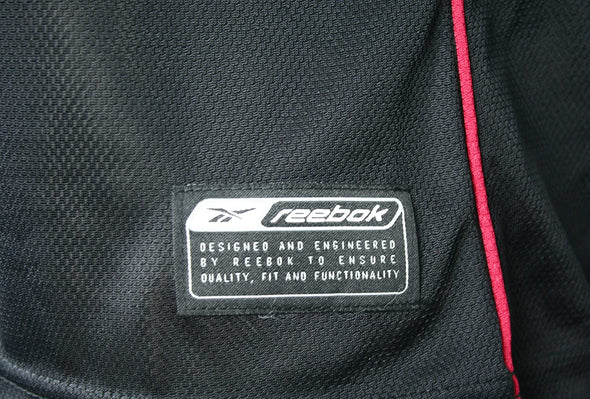 reebok
DESIGNED AND ENGINEERED
BY REEBOK TO ENSURE
QUALITY, FIT AND FUNCTIONALITY